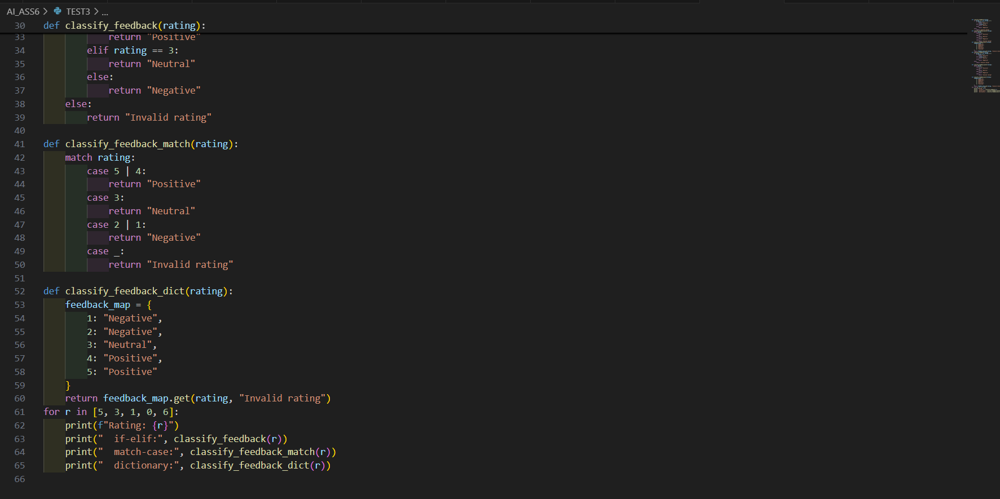 AI_ASS6 > TEST3 > ...
30 def classify_feedback(rating):
33             return "Positive"
34         elif rating == 3:
35             return "Neutral"
36         else:
37             return "Negative"
38     else:
39         return "Invalid rating"
40
41 def classify_feedback_match(rating):
42     match rating:
43         case 5 | 4:
44             return "Positive"
45         case 3:
46             return "Neutral"
47         case 2 | 1:
48             return "Negative"
49         case _:
50             return "Invalid rating"
51
52 def classify_feedback_dict(rating):
53     feedback_map = {
54         1: "Negative",
55         2: "Negative",
56         3: "Neutral",
57         4: "Positive",
58         5: "Positive"
59     }
60     return feedback_map.get(rating, "Invalid rating")
61 for r in [5, 3, 1, 0, 6]:
62     print(f"Rating: {r}")
63     print("  if-elif:", classify_feedback(r))
64     print("  match-case:", classify_feedback_match(r))
65     print("  dictionary:", classify_feedback_dict(r))
66